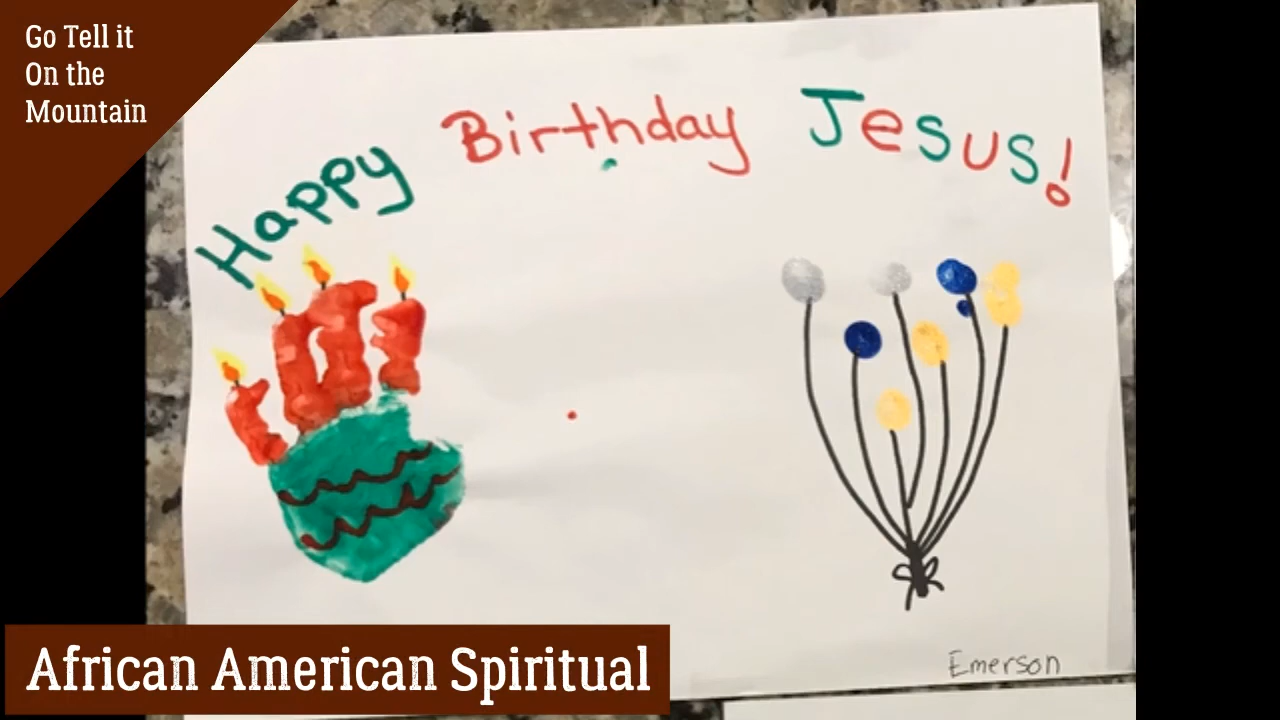 Go Tell it
On the
Mountain
Happy Birthday Jesus!
Emerson
African American Spiritual